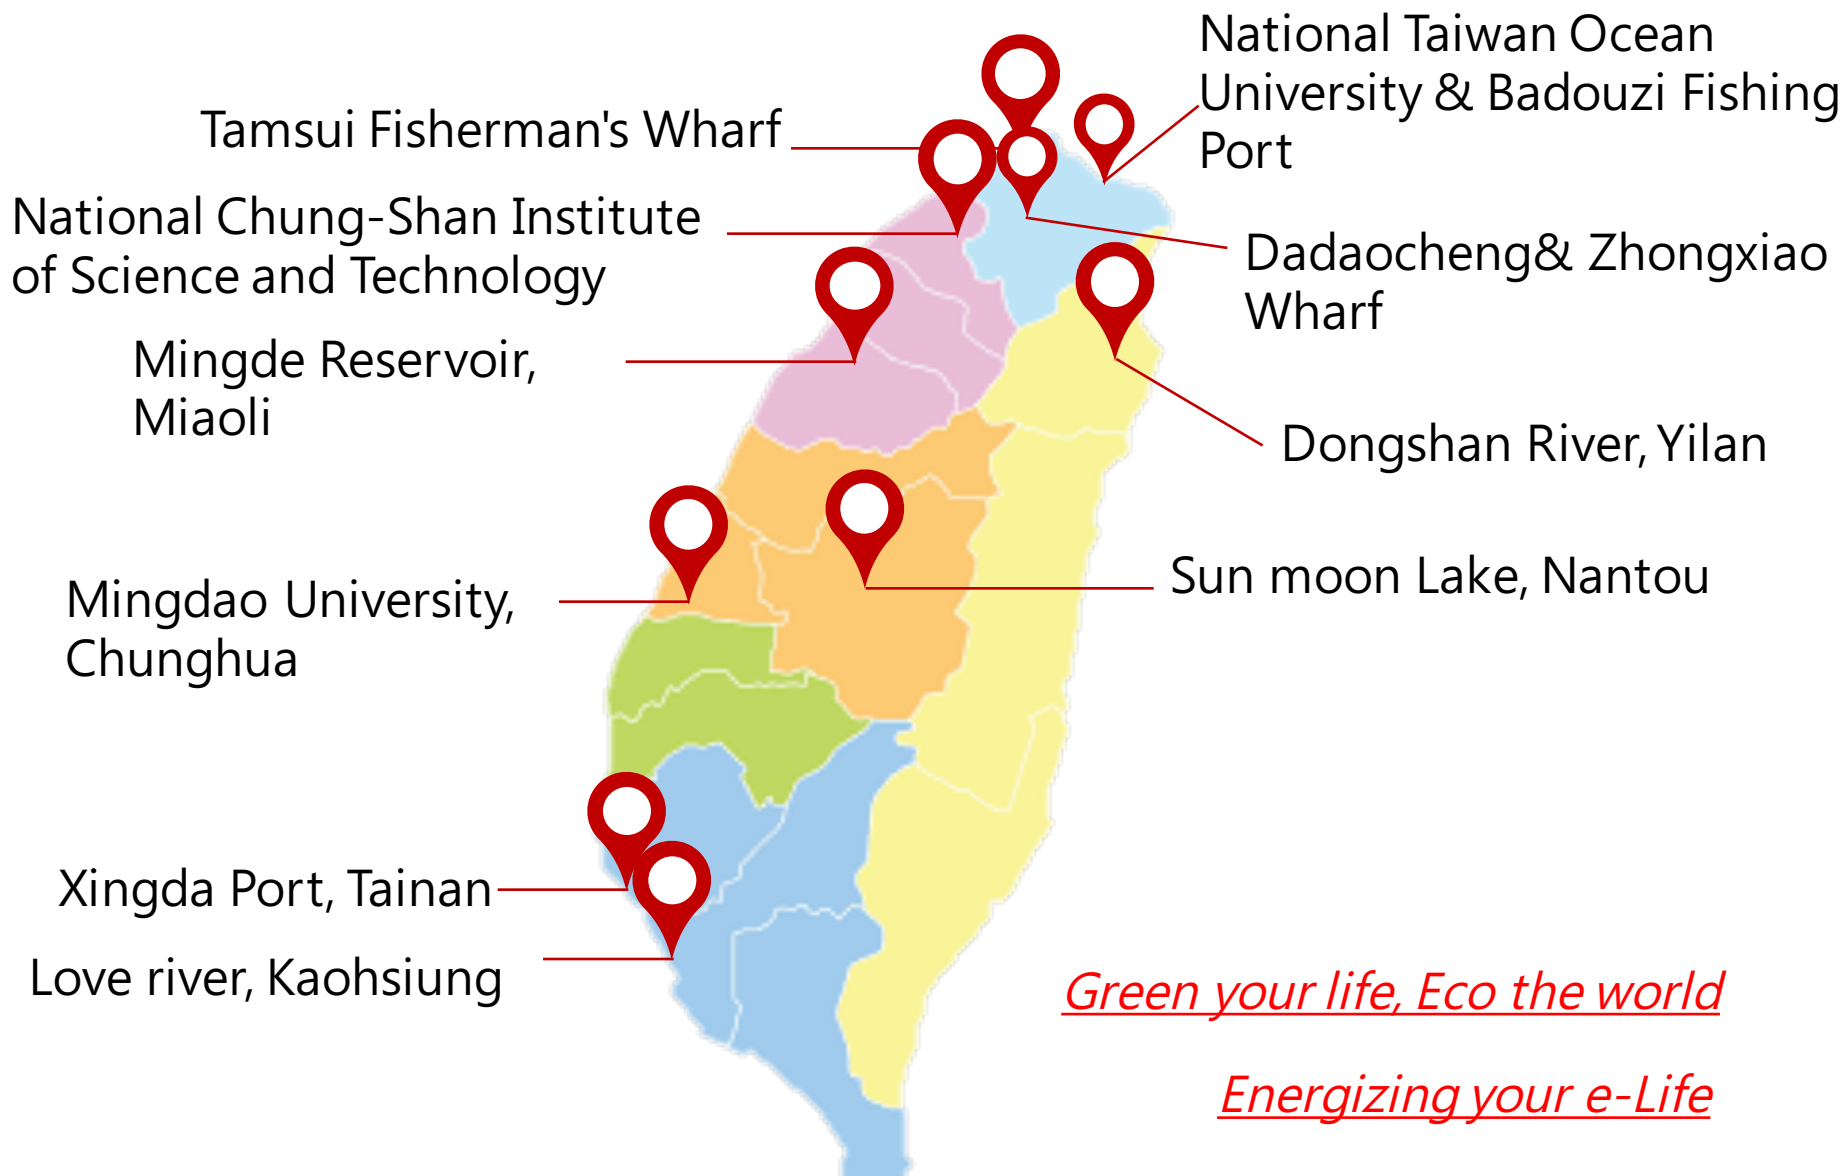 National Taiwan Ocean
University & Badouzi Fishing
Port
Tamsui Fisherman's Wharf
National Chung-Shan Institute
of Science and Technology
Dadaocheng& Zhongxiao
Wharf
Mingde Reservoir,
Miaoli
Dongshan River, Yilan
Sun moon Lake, Nantou
Mingdao University,
Chunghua
Xingda Port, Tainan
Love river, Kaohsiung
Green your life, Eco the world
Energizing your e-Life